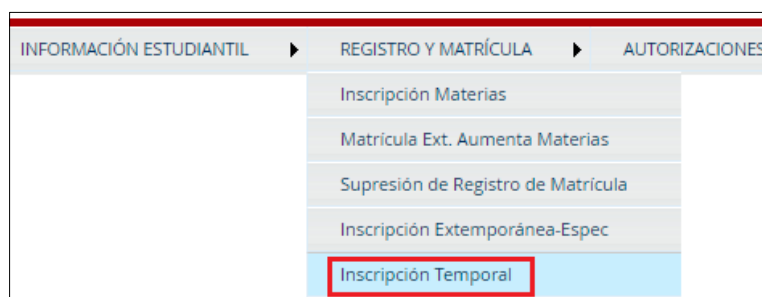 INFORMACIÓN ESTUDIANTIL REGISTRO Y MATRÍCULA AUTORIZACIONES
Inscripción Materias
Matrícula Ext. Aumenta Materias
Supresión de Registro de Matrícula
Inscripción Extemporánea-Espec
Inscripción Temporal